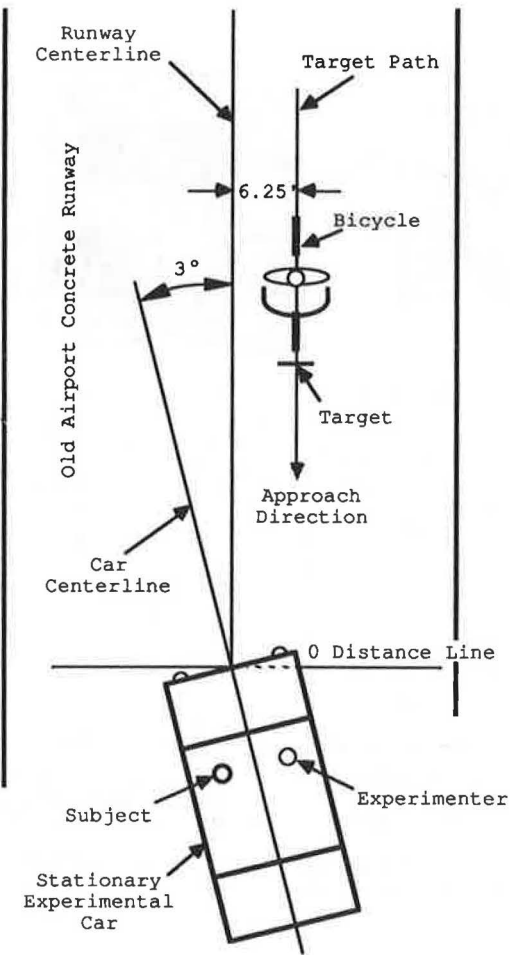 Runway
Centerline
Target Path
Old Airport Concrete Runway
6.25'
Bicycle
3°
Target
Approach
Direction
Car
Centerline
0 Distance Line
Subject
Experimenter
Stationary
Experimental
Car